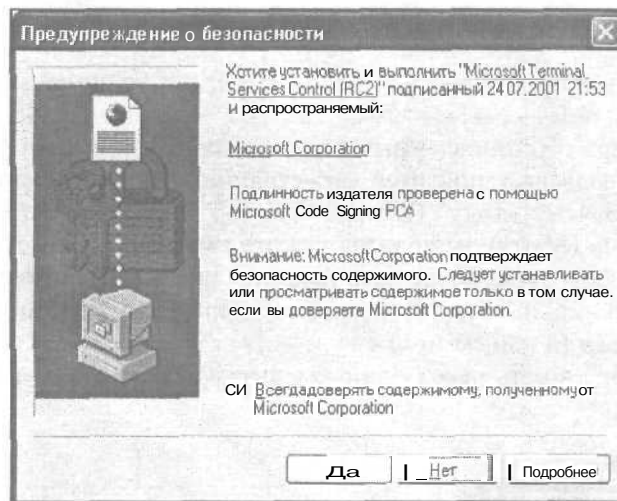 Предупреждение о безопасности
Хотите установить и выполнить "Microsoft Terminal
Services Control (RC2)" подписанный 24.07.2001 21:53
и распространяемый:
Microsoft Corporation
Подлинность издателя проверена с помощью
Microsoft Code Signing PCA
Внимание: Microsoft Corporation подтверждает
безопасность содержимого. Следует устанавливать
или просматривать содержимое только в том случае.
если вы доверяете Microsoft Corporation.
СИ Всегда доверять содержимому, полученному от
Microsoft Corporation
Да | _Нет | Подробнее